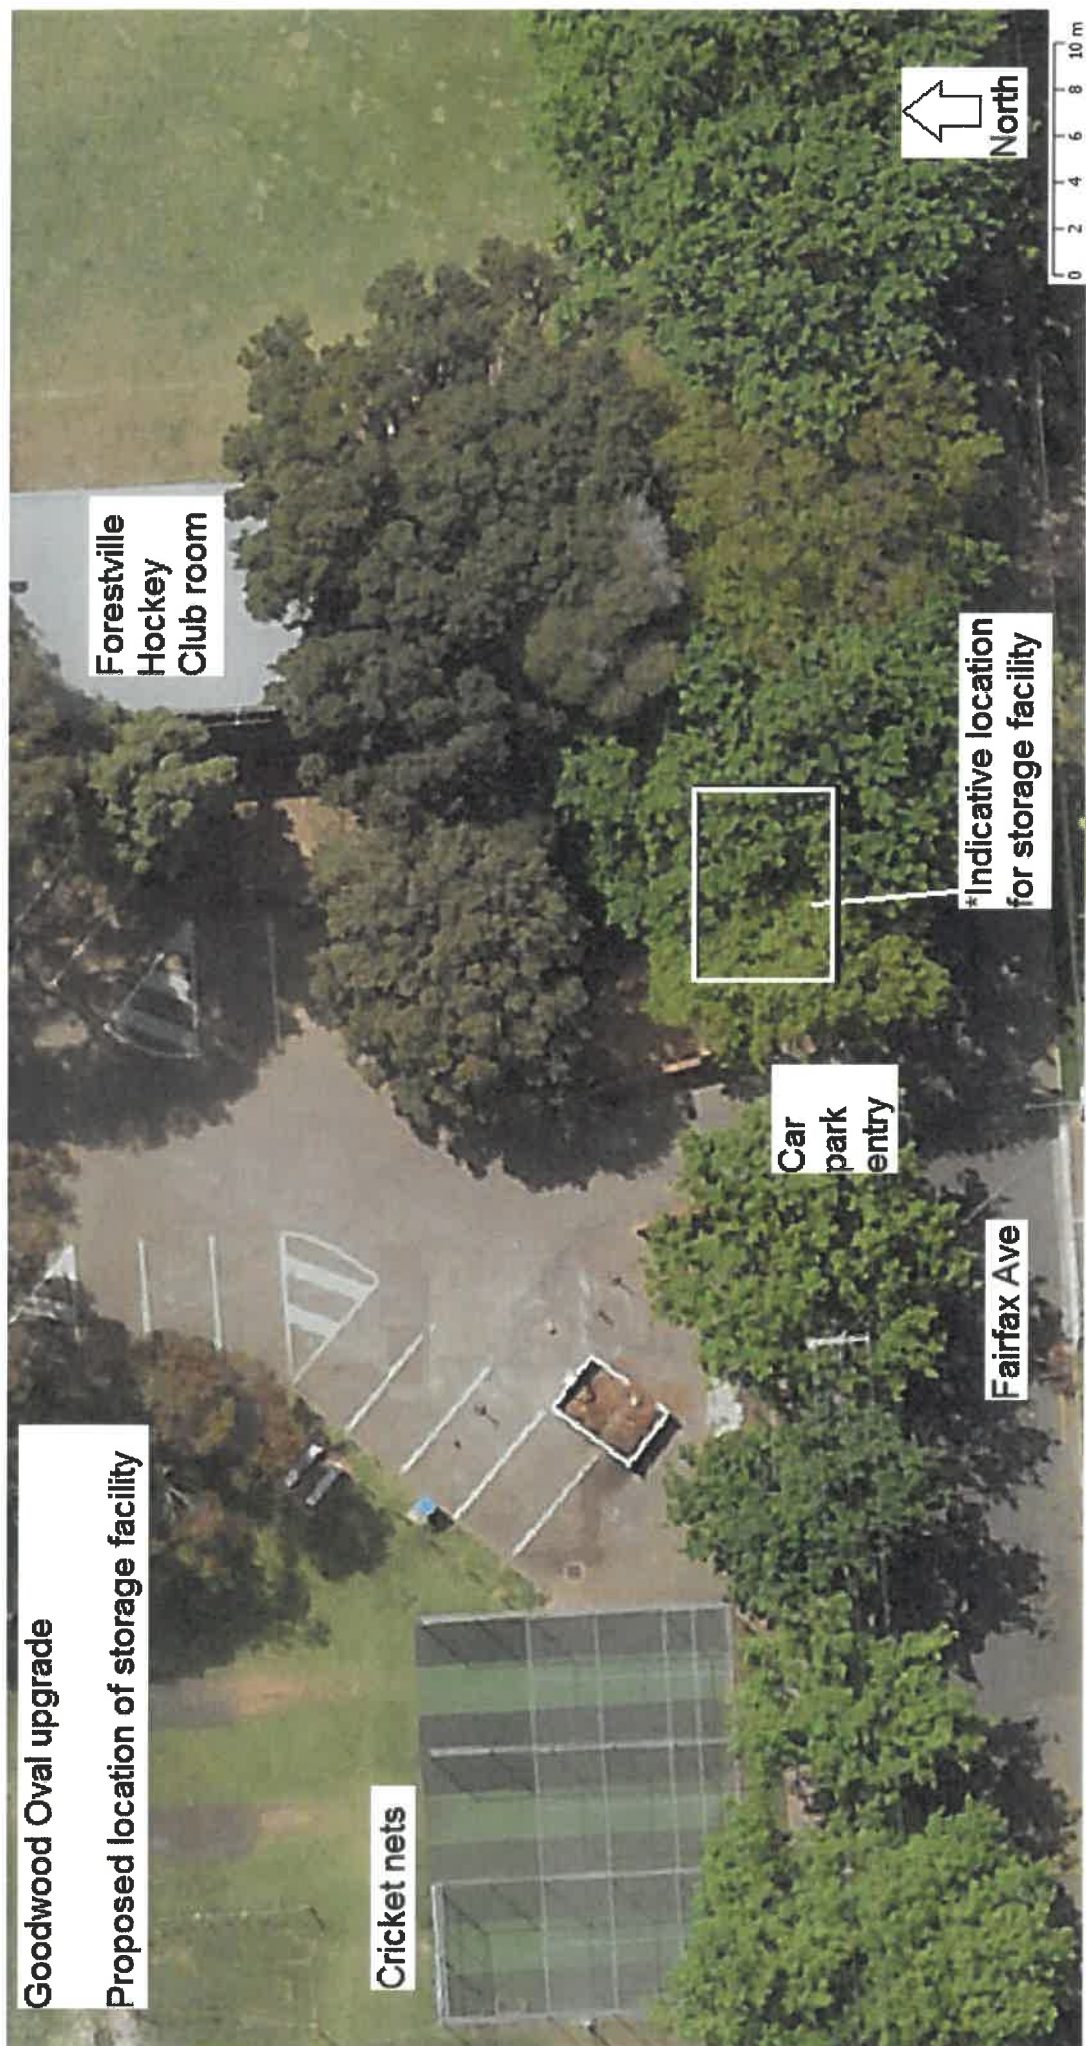 Goodwood Oval upgrade
Proposed location of storage facility
Forestville
Hockey
Club room
Cricket nets
Car
park
entry
*Indicative location
for storage facility
Fairfax Ave
North
0 2 4 6 8 10 m